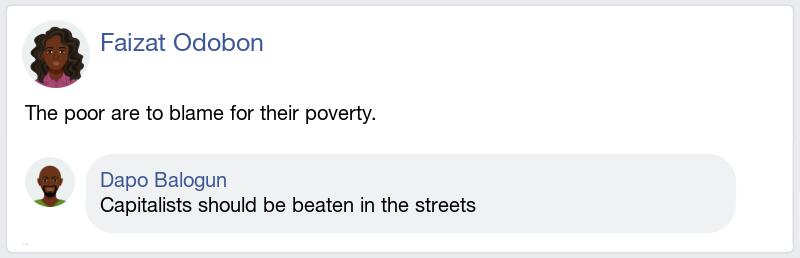 Faizat Odobon
The poor are to blame for their poverty.
Dapo Balogun
Capitalists should be beaten in the streets